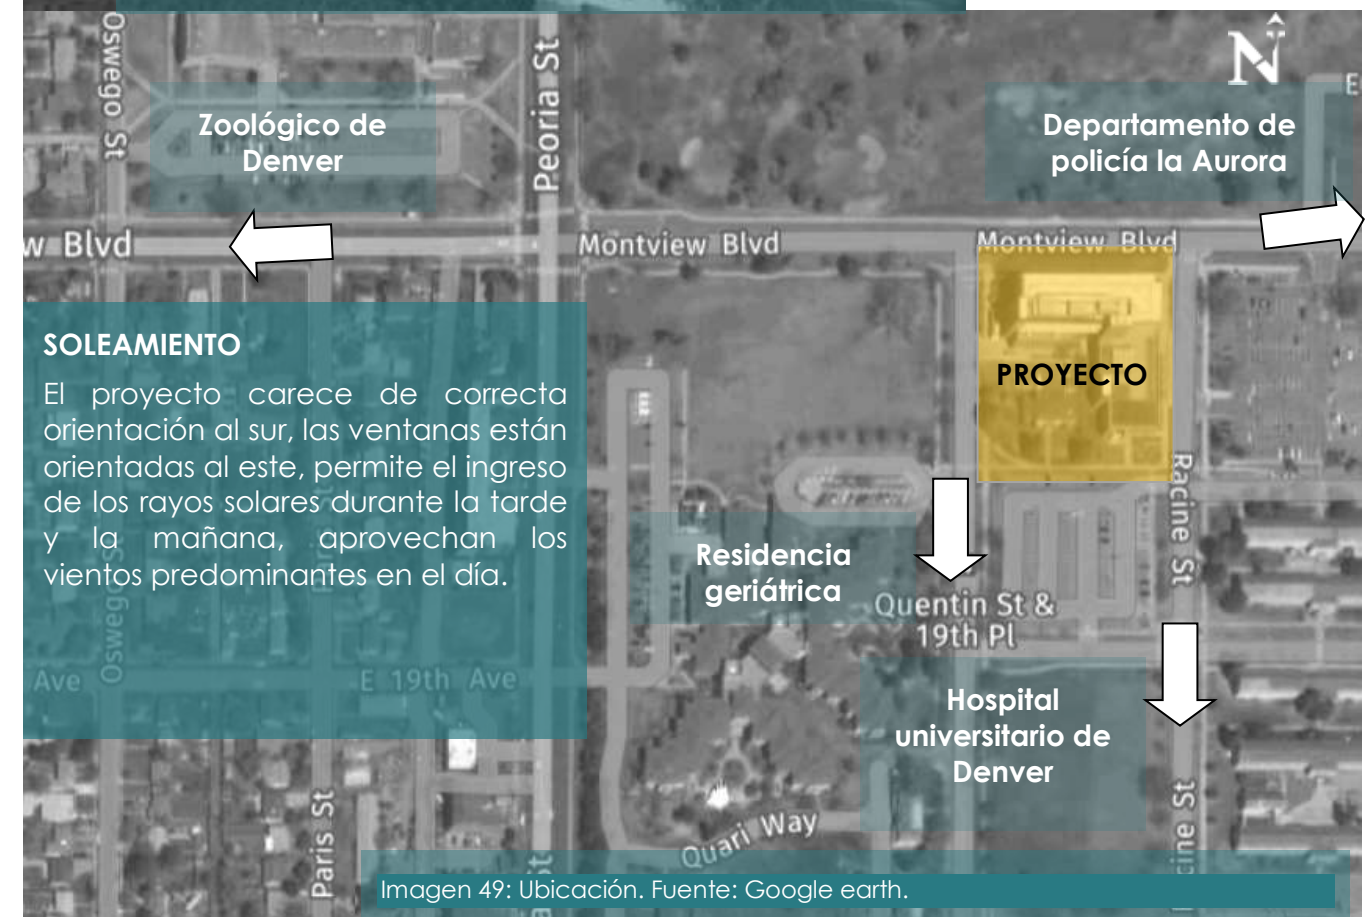 Oswego St
Peoria St
N
Zoológico de
Denver
Departamento de
policía la Aurora
w Blvd
Montview Blvd
Montview Blvd
SOLEAMIENTO
El proyecto carece de correcta
orientación al sur, las ventanas están
orientadas al este, permite el ingreso
de los rayos solares durante la tarde
y la mañana, aprovechan los
vientos predominantes en el día.
PROYECTO
Racine St
Residencia
geriátrica
Quentin St &
19th Pl
Oswego
Ave
E 19th Ave
Hospital
universitario de
Denver
Paris St
Quari Way
cine St
St
Imagen 49: Ubicación. Fuente: Google earth.